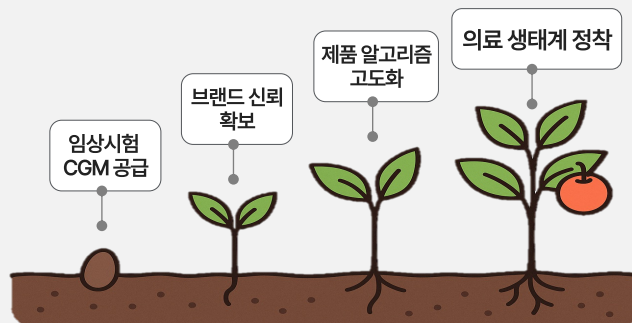 임상시험
CGM 공급
브랜드 신뢰
확보
제품 알고리즘
고도화
의료 생태계 정착